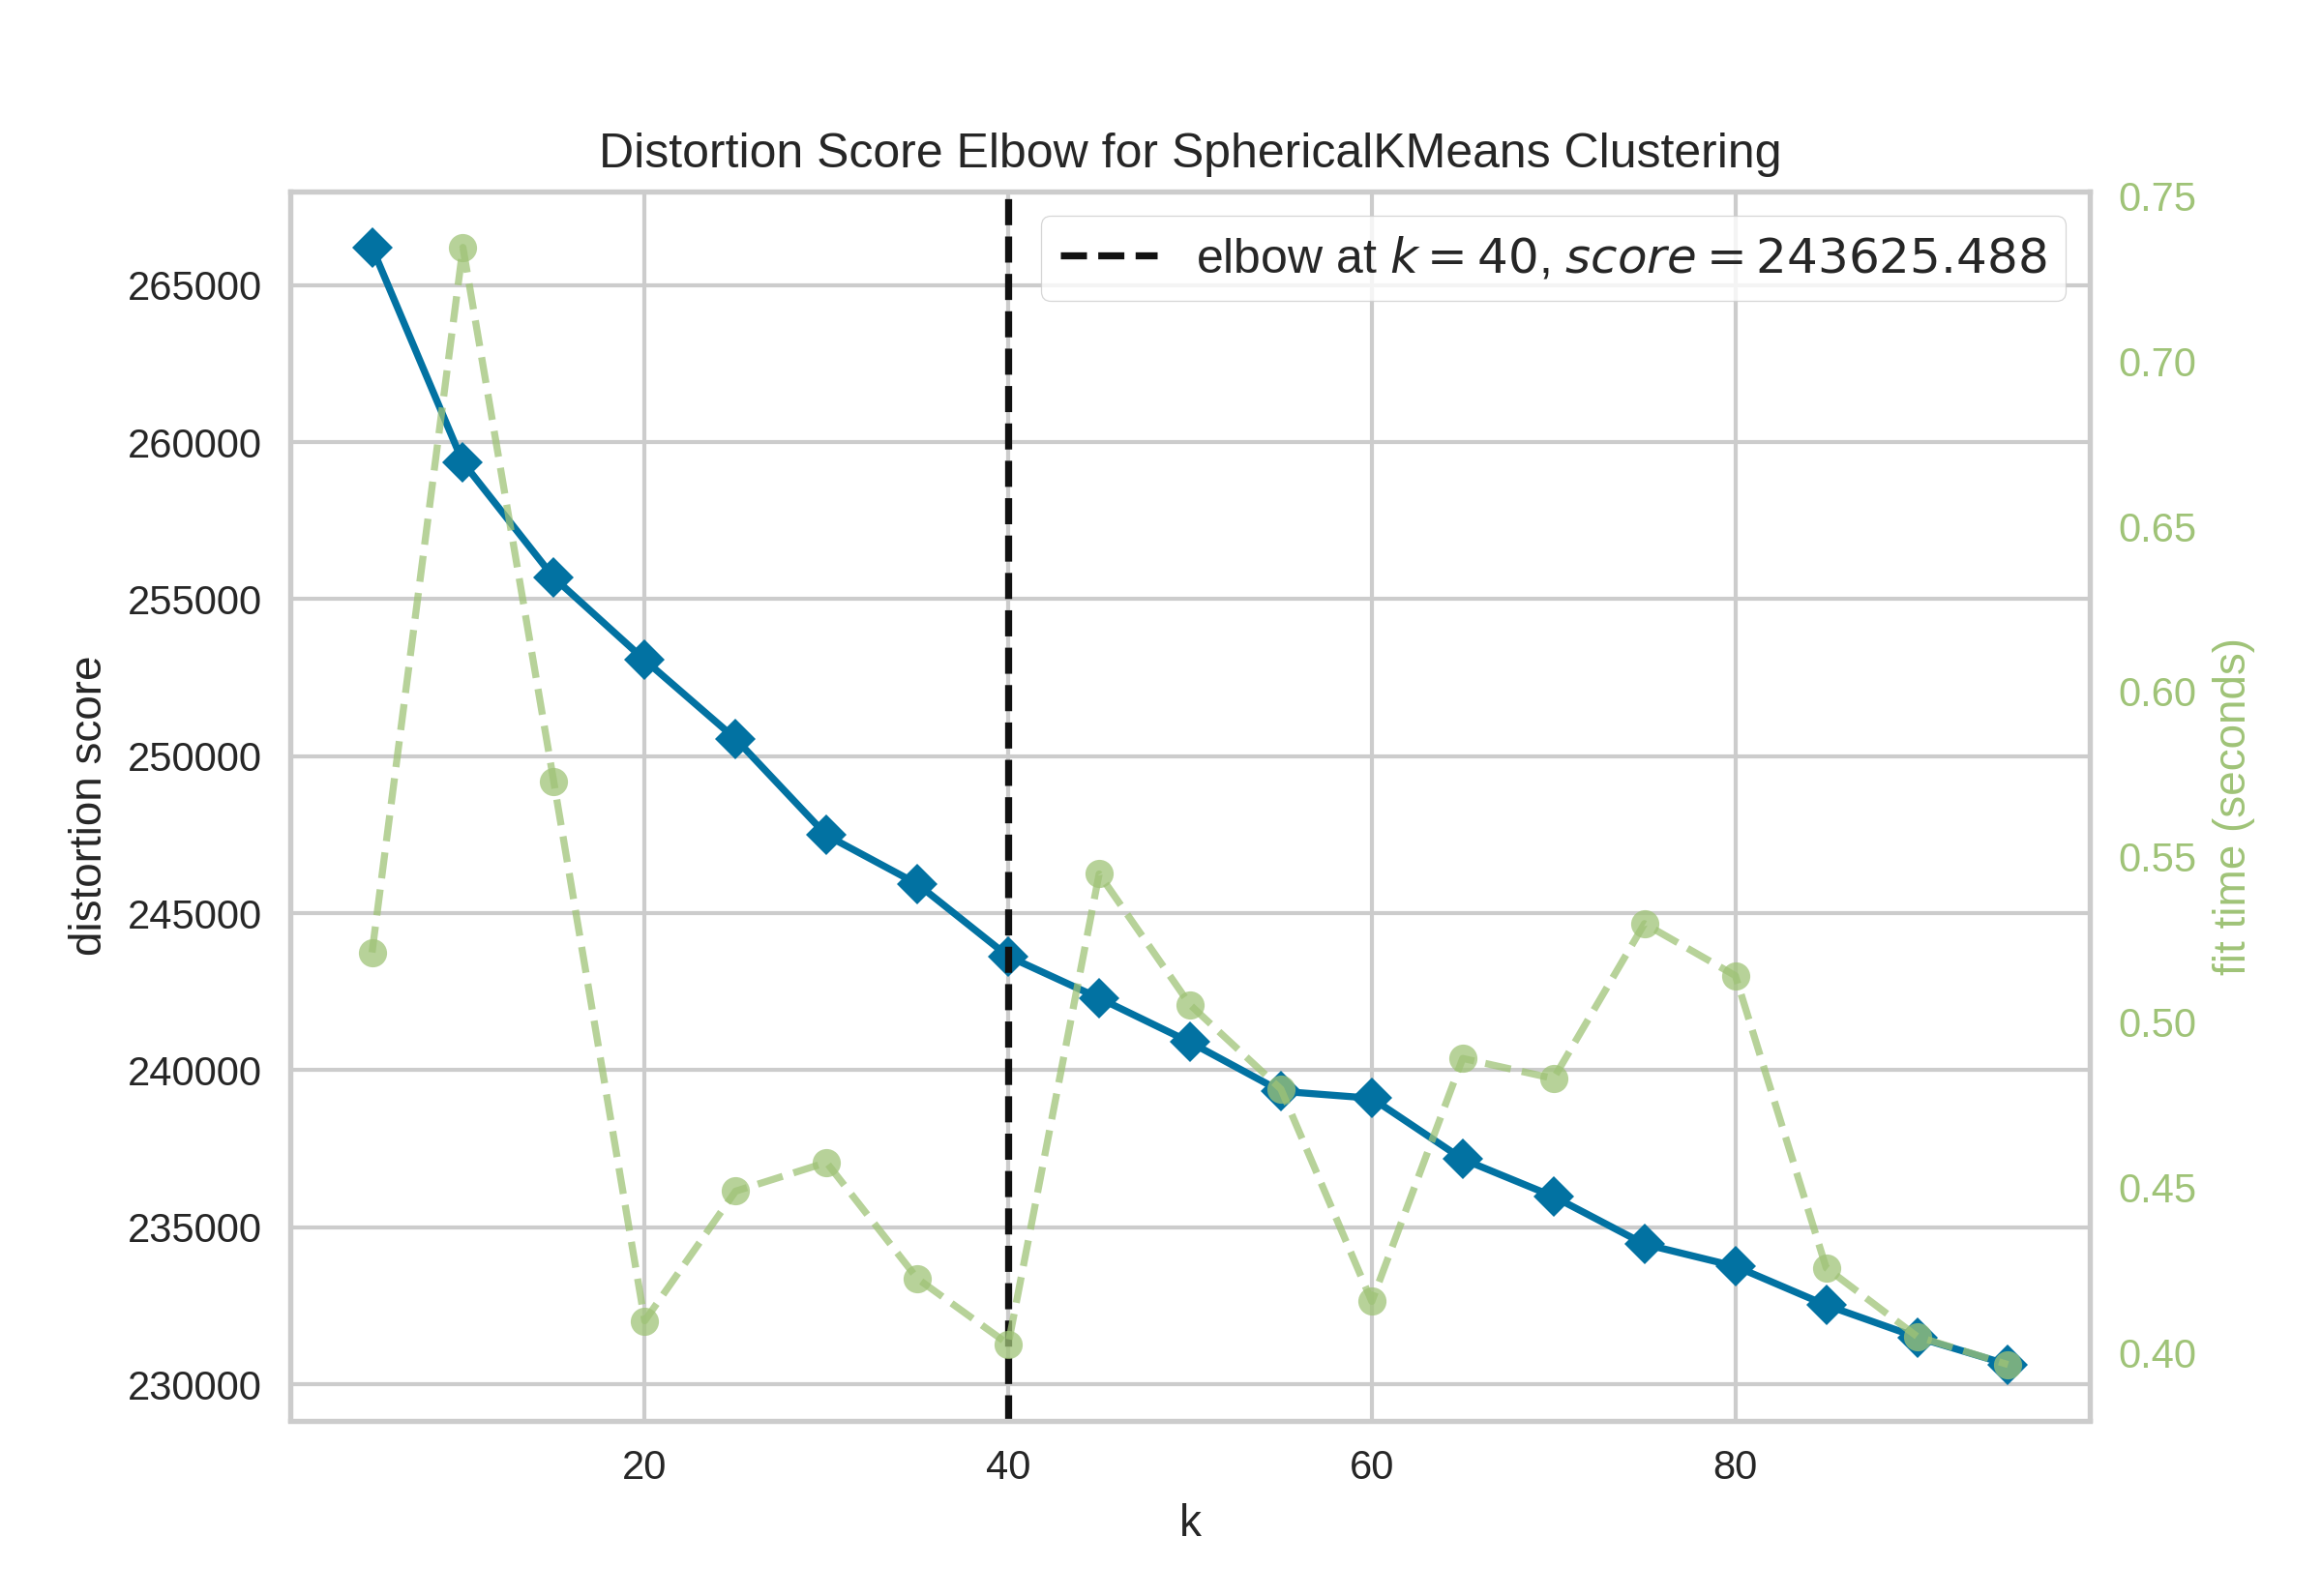 Distortion Score Elbow for SphericalKMeans Clustering
elbow at k = 40, score = 243625.488
distortion score
265000
260000
255000
250000
245000
240000
235000
230000
0.75
0.70
0.65
0.60
0.55
0.50
0.45
0.40
fit time (seconds)
20 40 60 80
k